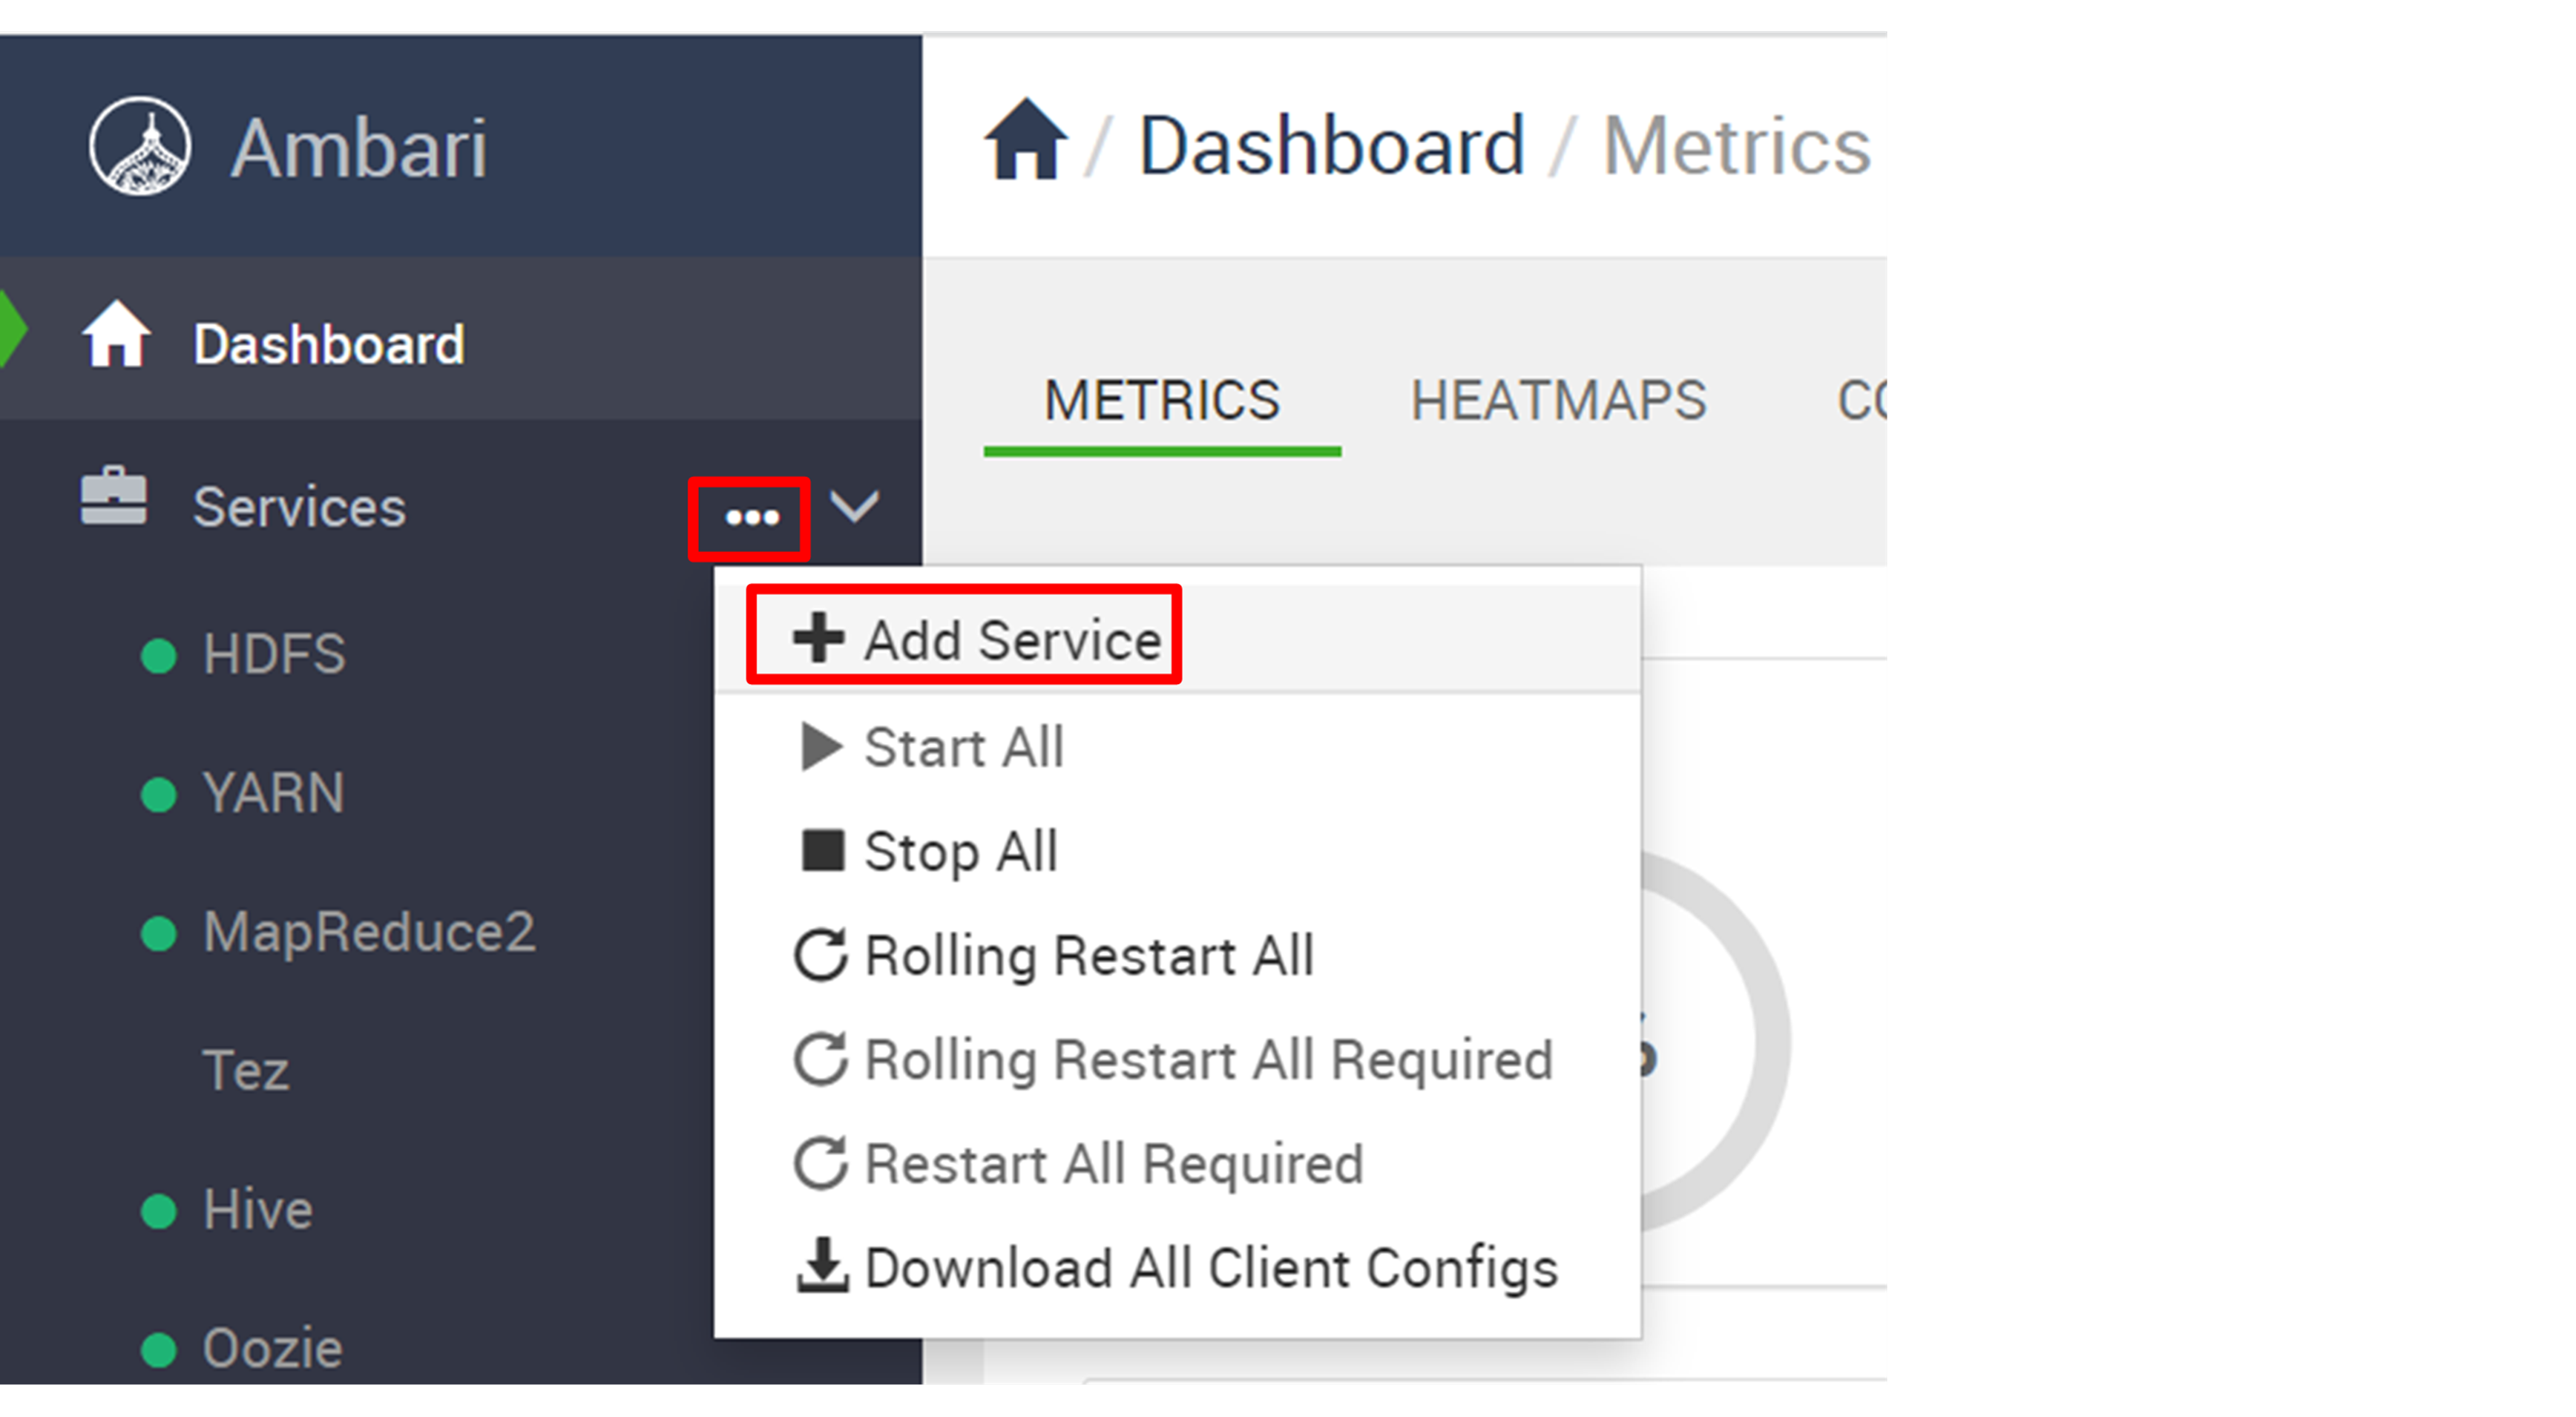 Ambari
/ Dashboard / Metrics
Dashboard
METRICS
HEATMAPS
Services
•••
HDFS
YARN
MapReduce2
Tez
Hive
Oozie
Add Service
Start All
Stop All
Rolling Restart All
Rolling Restart All Required
Restart All Required
Download All Client Configs